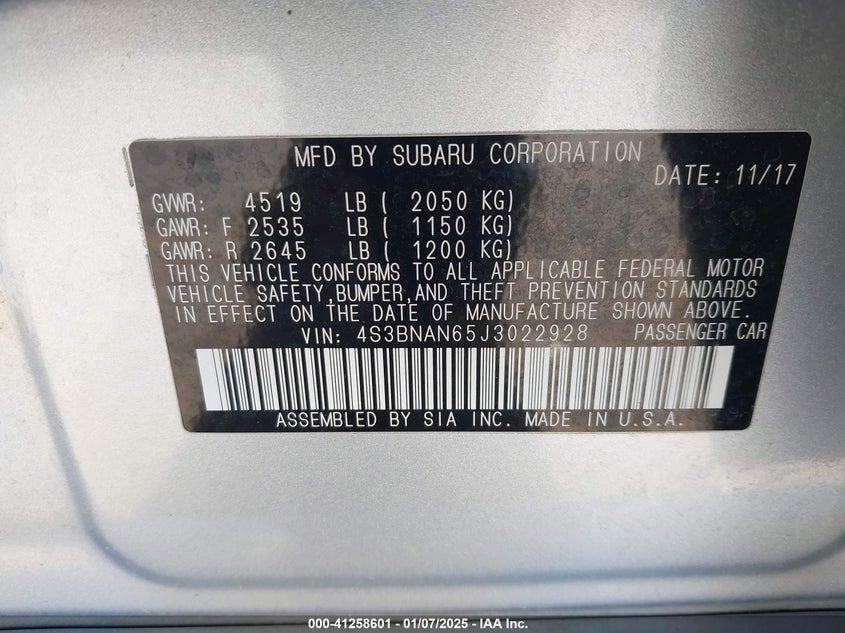 MFD BY SUBARU CORPORATION
DATE: 11/17
GVWR: 4519 LB ( 2050 KG)
GAWR: F 2535 LB ( 1150 KG)
GAWR: R 2645 LB ( 1200 KG)
THIS VEHICLE CONFORMS TO ALL APPLICABLE FEDERAL MOTOR
VEHICLE SAFETY,BUMPER,AND THEFT PREVENTION STANDARDS
IN EFFECT ON THE DATE OF MANUFACTURE SHOWN ABOVE.
VIN: 4S3BNAN65J3022928 PASSENGER CAR
ASSEMBLED BY SIA INC. MADE IN U.S.A.
000-41258601 - 01/07/2025 - IAA Inc.